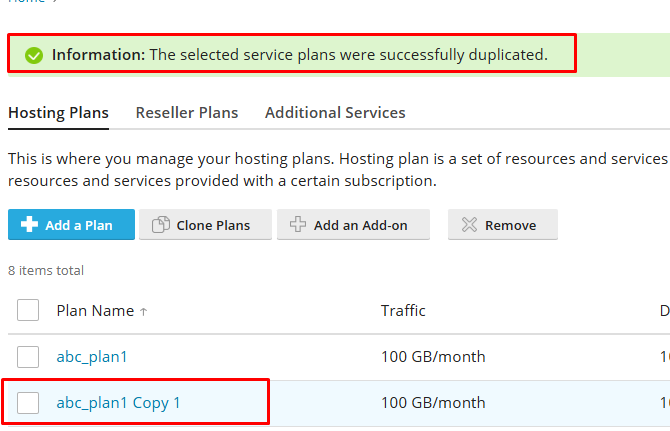 Information: The selected service plans were successfully duplicated.
Hosting Plans Reseller Plans Additional Services
This is where you manage your hosting plans. Hosting plan is a set of resources and services
resources and services provided with a certain subscription.
Add a Plan Clone Plans Add an Add-on Remove
8 items total
Plan Name ↑ Traffic
abc_plan1 100 GB/month
abc_plan1 Copy 1 100 GB/month